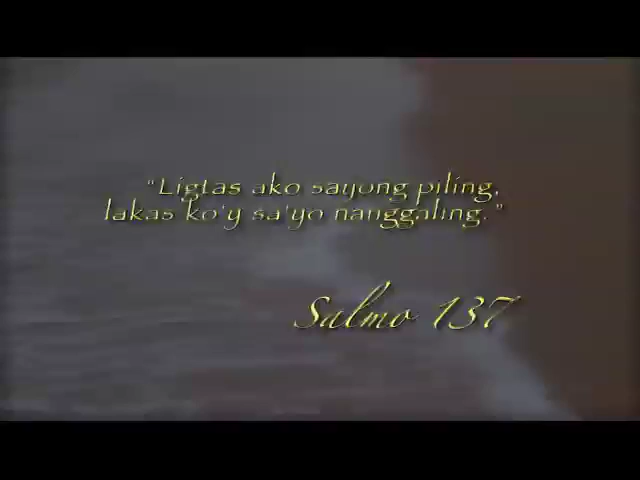 "Ligtas ako sayong piling,
lakas ko'y sa'yo nanggaling."
Salmo 137